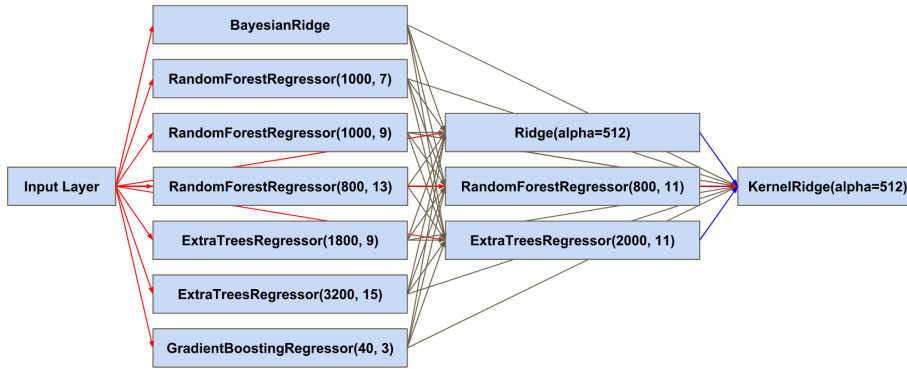 Input Layer
BayesianRidge
RandomForestRegressor(1000, 7)
RandomForestRegressor(1000, 9)
RandomForestRegressor(800, 13)
ExtraTreesRegressor(1800, 9)
ExtraTreesRegressor(3200, 15)
GradientBoostingRegressor(40, 3)
Ridge(alpha=512)
RandomForestRegressor(800, 11)
ExtraTreesRegressor(2000, 11)
KernelRidge(alpha=512)